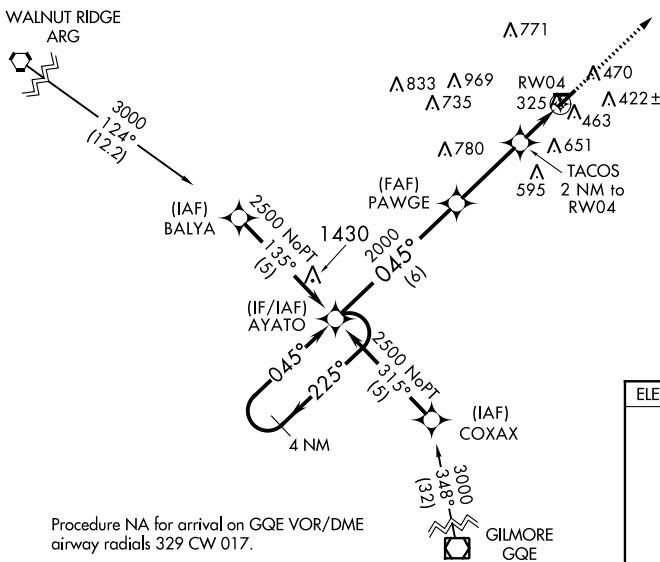 WALNUT RIDGE
ARG
3000
124°
(12.2)
771
833
969
735
780
RW04
325
470
422±
463
651
595
TACOS
2 NM to
RW04
(FAF)
PAWGE
2000
045°
(6)
(IAF)
BALYA
2500 NoPT
135°
(5)
1430
(IF/IAF)
AYATO
045°
225°
4 NM
2500 NoPT
315°
(5)
(IAF)
COXAX
3000
348°
(32)
GILMORE
GQE
Procedure NA for arrival on GQE VOR/DME
airway radials 329 CW 017.
ELE